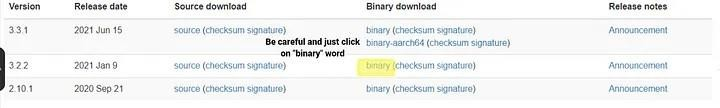 Version Release date Source download Binary download Release notes
3.3.1 2021 Jun 15 source (checksum signature) binary (checksum signature) Announcement
binary-aarch64 (checksum signature)
Be careful and just click
on "binary" word
3.2.2 2021 Jan 9 source (checksum signature) binary (checksum signature) Announcement
2.10.1 2020 Sep 21 source (checksum signature) binary (checksum signature) Announcement